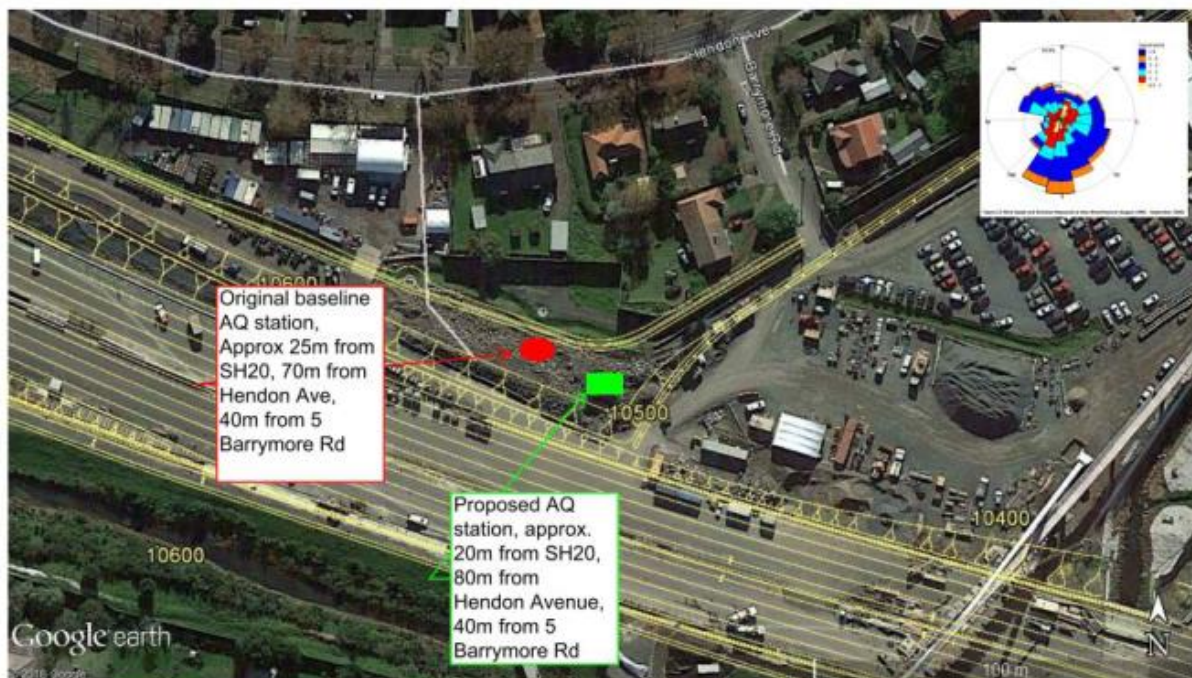 Hendon Ave
Barrymore Rd
10600
Original baseline
AQ station,
Approx 25m from
SH20, 70m from
Hendon Ave,
40m from 5
Barrymore Rd
10500
Proposed AQ
station, approx.
20m from SH20,
80m from
Hendon Avenue,
40m from 5
Barrymore Rd
10400
10600
Google earth
N
100 m